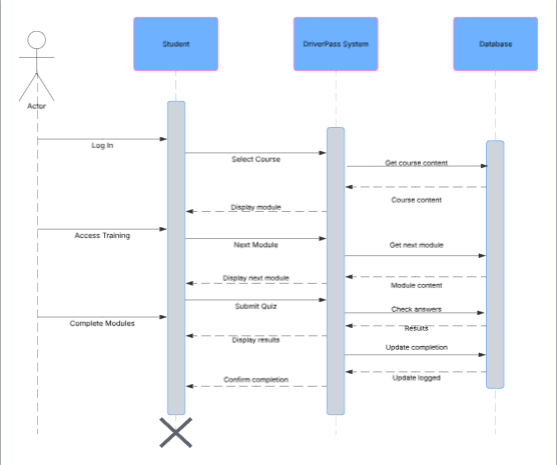 Student
DriverPass System
Database
Actor
Log In
Select Course
Get course content
Course content
Display module
Access Training
Next Module
Get next module
Display next module
Module content
Submit Quiz
Check answers
Complete Modules
Results
Display results
Update completion
Confirm completion
Update logged